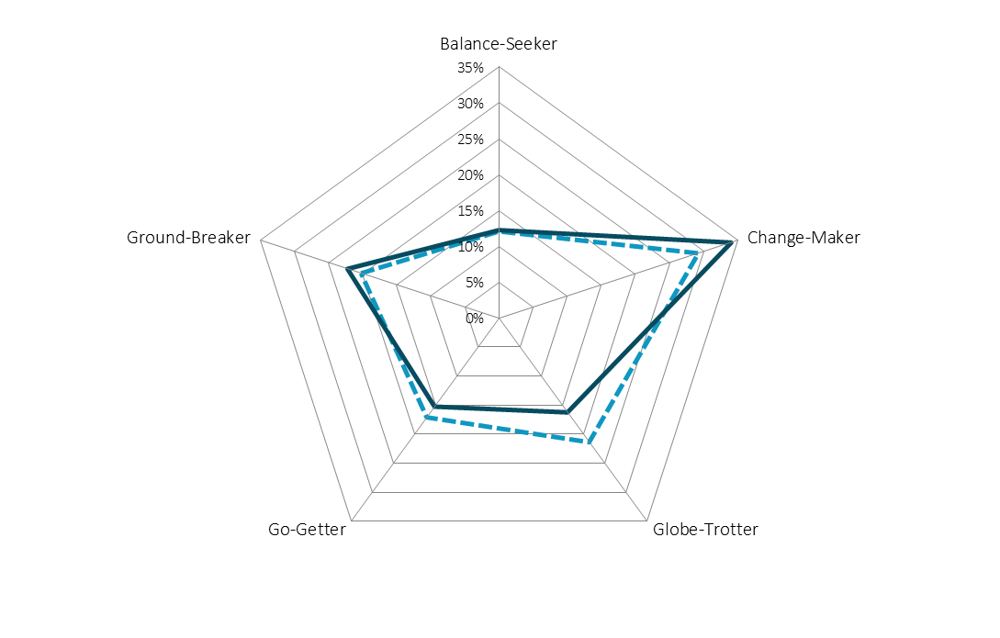 Balance-Seeker
35%
30%
25%
20%
15%
10%
5%
0%
Ground-Breaker
Change-Maker
Go-Getter
Globe-Trotter